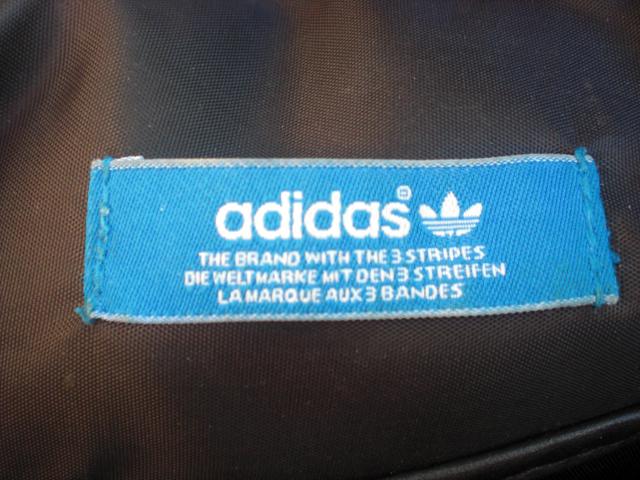 adidas
THE BRAND WITH THE 3 STRIPES
DIE WELTMARKE MIT DEN 3 STREIFEN
LA MARQUE AUX 3 BANDES